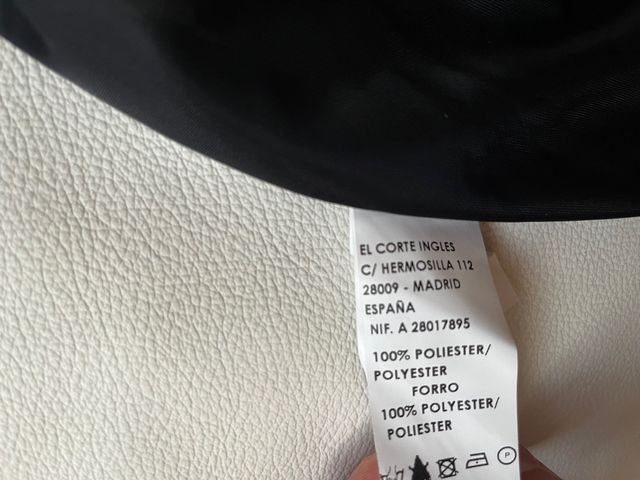 EL CORTE INGLES
C/ HERMOSILLA 112
28009 - MADRID
ESPAÑA
NIF. A 28017895
100% POLIESTER/
POLYESTER
FORRO
100% POLYESTER/
POLIESTER
P